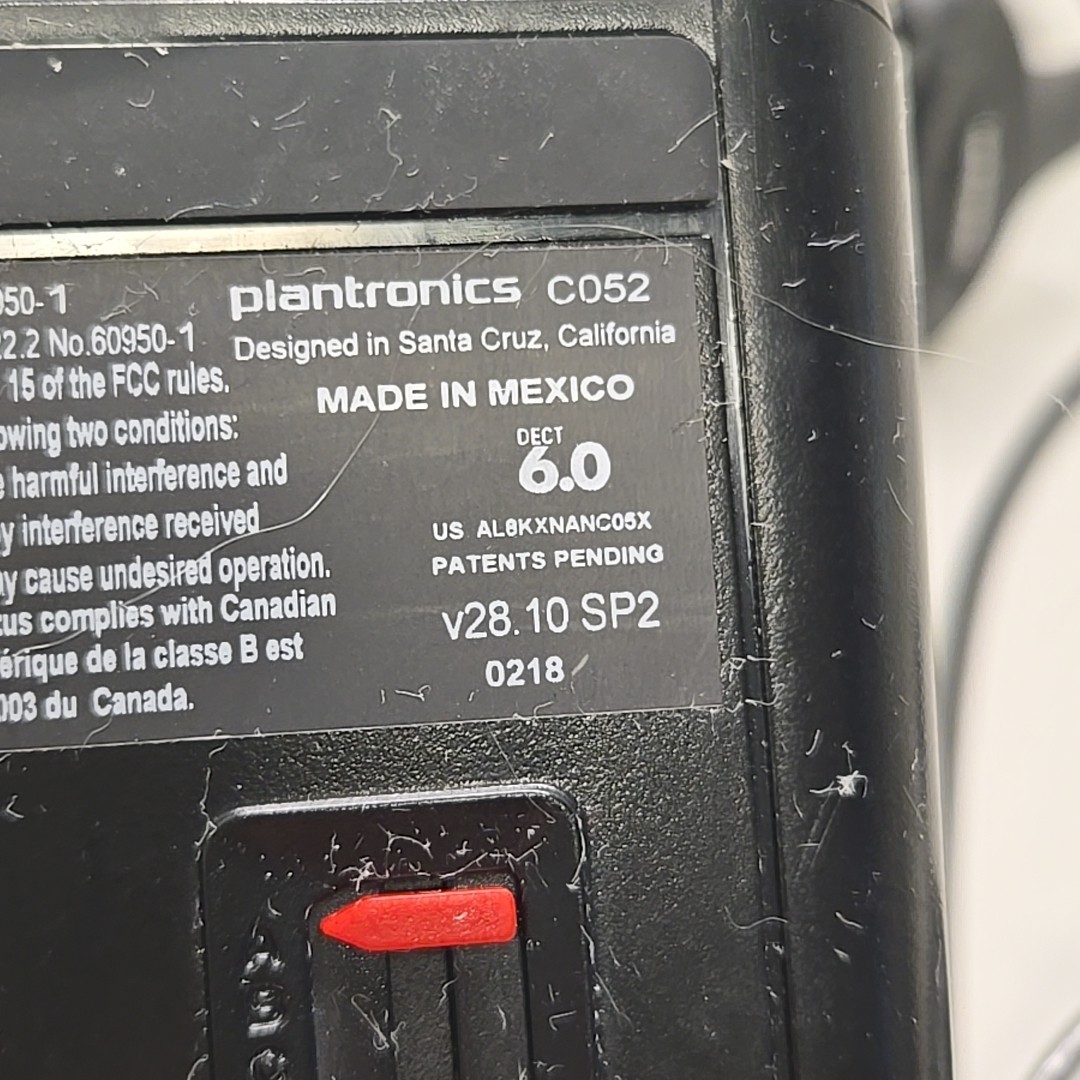 950-1
22.2 No.60950-1
15 of the FCC rules.
owing two conditions:
harmful interference and
y interference received
ay cause undesired operation.
tus complies with Canadian
érique de la classe B est
003 du Canada.
plantronics C052
Designed in Santa Cruz, California
MADE IN MEXICO
DECT
6.0
US AL8KXNANC05X
PATENTS PENDING
v28.10 SP2
0218
A
B
C
1